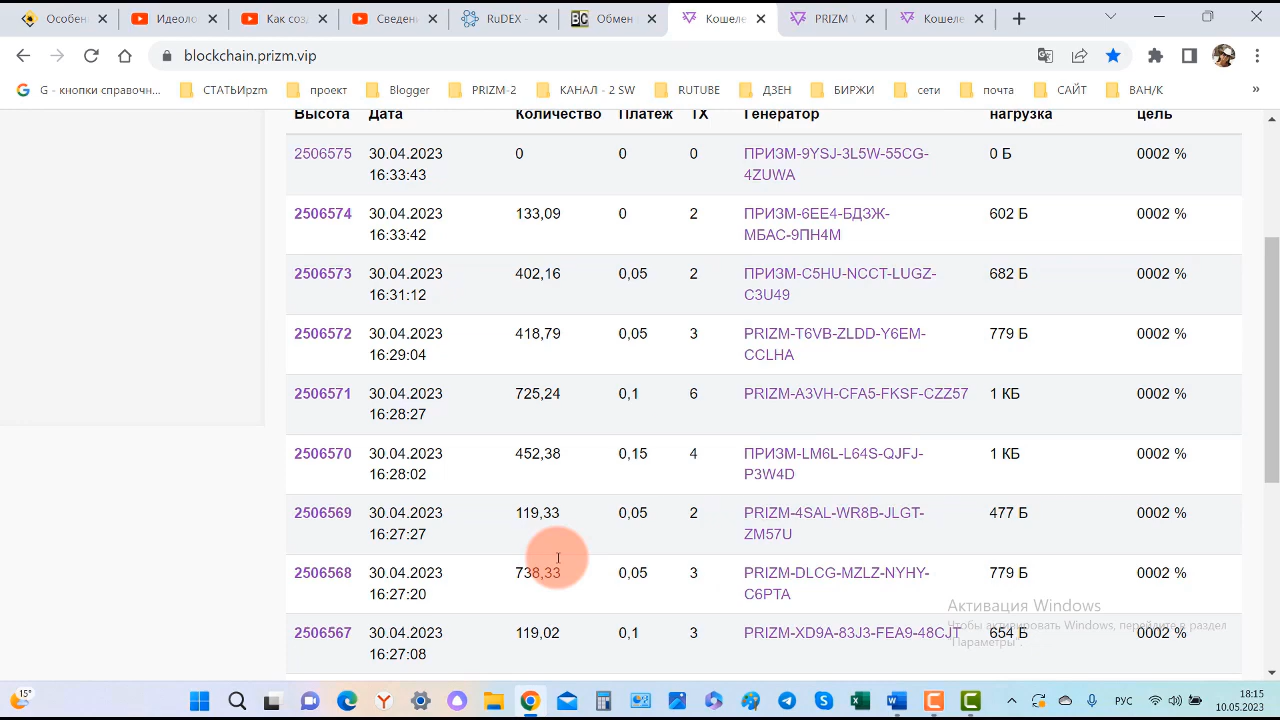 Особен
Идеоло
Как соз
Сведен
RuDEX -
Обмен
Кошеле
PRIZM \
Кошеле
blockchain.prizm.vip
G - кнопки справочн...
СТАТЬИpzm
проект
Blogger
PRIZM-2
КАНАЛ - 2 SW
RUTUBE
ДЗЕН
БИРЖИ
сети
почта
САЙТ
ВАН/К
»
Высота Дата Количество Платеж TX Генератор нагрузка цель
2506575 30.04.2023 0 0 0 ПРИЗМ-9YSJ-3L5W-55CG- 0 Б 0002 %
16:33:43 4ZUWA
2506574 30.04.2023 133,09 0 2 ПРИЗМ-6EE4-БДЗЖ- 602 Б 0002 %
16:33:42 МБАС-9ПН4М
2506573 30.04.2023 402,16 0,05 2 ПРИЗМ-C5HU-NCCT-LUGZ- 682 Б 0002 %
16:31:12 C3U49
2506572 30.04.2023 418,79 0,05 3 PRIZM-T6VB-ZLDD-Y6EM- 779 Б 0002 %
16:29:04 CCLHA
2506571 30.04.2023 725,24 0,1 6 PRIZM-A3VH-CFA5-FKSF-CZZ57 1 КБ 0002 %
16:28:27
2506570 30.04.2023 452,38 0,15 4 ПРИЗМ-LM6L-L64S-QJFJ- 1 КБ 0002 %
16:28:02 P3W4D
2506569 30.04.2023 119,33 0,05 2 PRIZM-4SAL-WR8B-JLGT- 477 Б 0002 %
16:27:27 ZM57U
2506568 30.04.2023 738,33 0,05 3 PRIZM-DLCG-MZLZ-NYHY- 779 Б 0002 %
16:27:20 C6PTA
2506567 30.04.2023 119,02 0,1 3 PRIZM-XD9A-83J3-FEA9-48CJT 654 Б 0002 %
16:27:08
Активация Windows
Чтобы активировать Windows, перейдите в раздел
"Параметры".
15°
РУС
18:15
10.05.2023